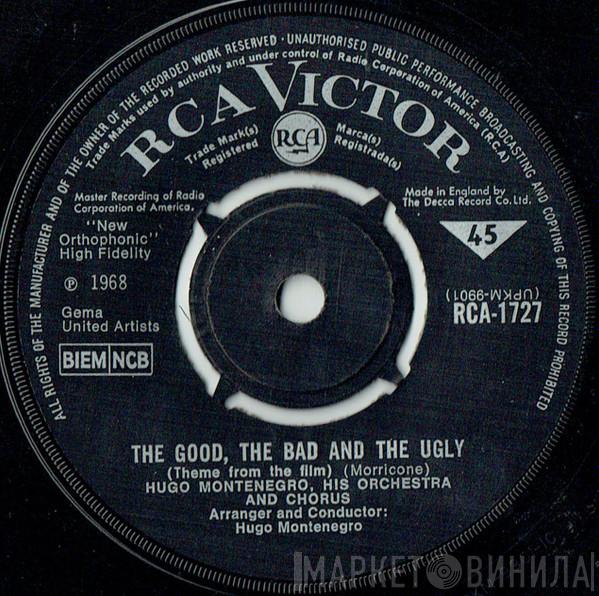 ALL RIGHTS OF THE MANUFACTURER AND OF THE OWNER OF THE RECORDED WORK RESERVED · UNAUTHORISED PUBLIC PERFORMANCE BROADCASTING AND COPYING OF THIS RECORD PROHIBITED
Trade Marks used by authority and under control of Radio Corporation of America (R.C.A)
RCA VICTOR
Trade Mark(s)
Registered
RCA
Marca(s)
Registrada(s)
Master Recording of Radio
Corporation of America.
Made in England by
The Decca Record Co. Ltd.
"New
Orthophonic"
High Fidelity
45
℗ 1968
(UPKM-9901)
RCA-1727
Gema
United Artists
BIEM NCB
THE GOOD, THE BAD AND THE UGLY
(Theme from the film) (Morricone)
HUGO MONTENEGRO, HIS ORCHESTRA
AND CHORUS
Arranger and Conductor:
Hugo Montenegro
МАРКЕТ ВИНИЛА